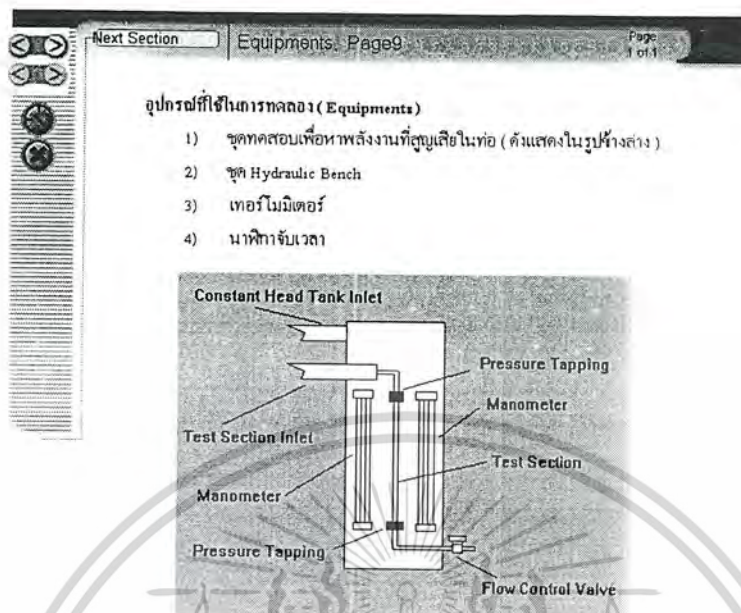 Next Section
Equipments, Page9
Page
1 of 1
อุปกรณ์ที่ใช้ในการทดลอง ( Equipments )
1) ชุดทดสอบเพื่อหาพลังงานที่สูญเสียในท่อ ( ดังแสดงในรูปข้างล่าง )
2) ชุด Hydraulic Bench
3) เทอร์โมมิเตอร์
4) นาฬิกาจับเวลา
Constant Head Tank Inlet
Pressure Tapping
Manometer
Test Section Inlet
Test Section
Manometer
Pressure Tapping
Flow Control Valve